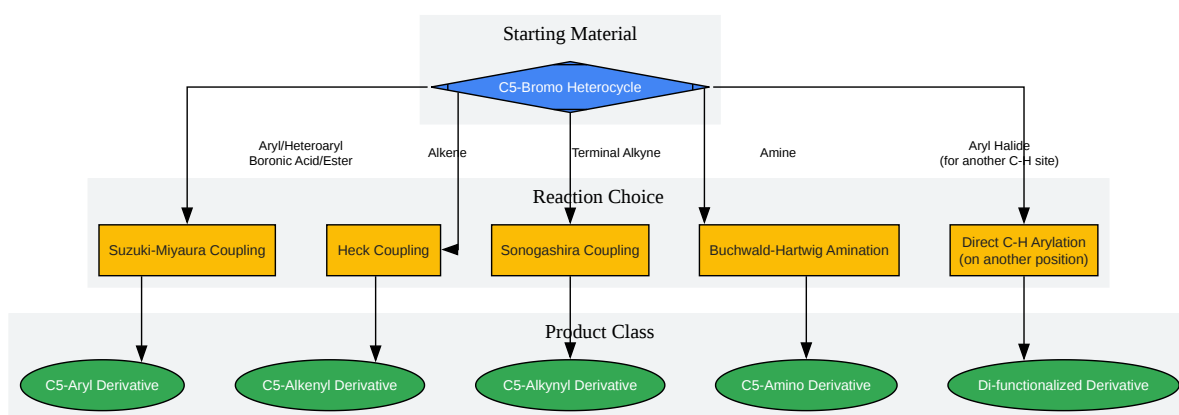 Starting Material
C5-Bromo Heterocycle
Aryl/Heteroaryl
Boronic Acid/Ester
Alkene
Terminal Alkyne
Amine
Aryl Halide
(for another C-H site)
Reaction Choice
Suzuki-Miyaura Coupling
Heck Coupling
Sonogashira Coupling
Buchwald-Hartwig Amination
Direct C-H Arylation
(on another position)
Product Class
C5-Aryl Derivative
C5-Alkenyl Derivative
C5-Alkynyl Derivative
C5-Amino Derivative
Di-functionalized Derivative